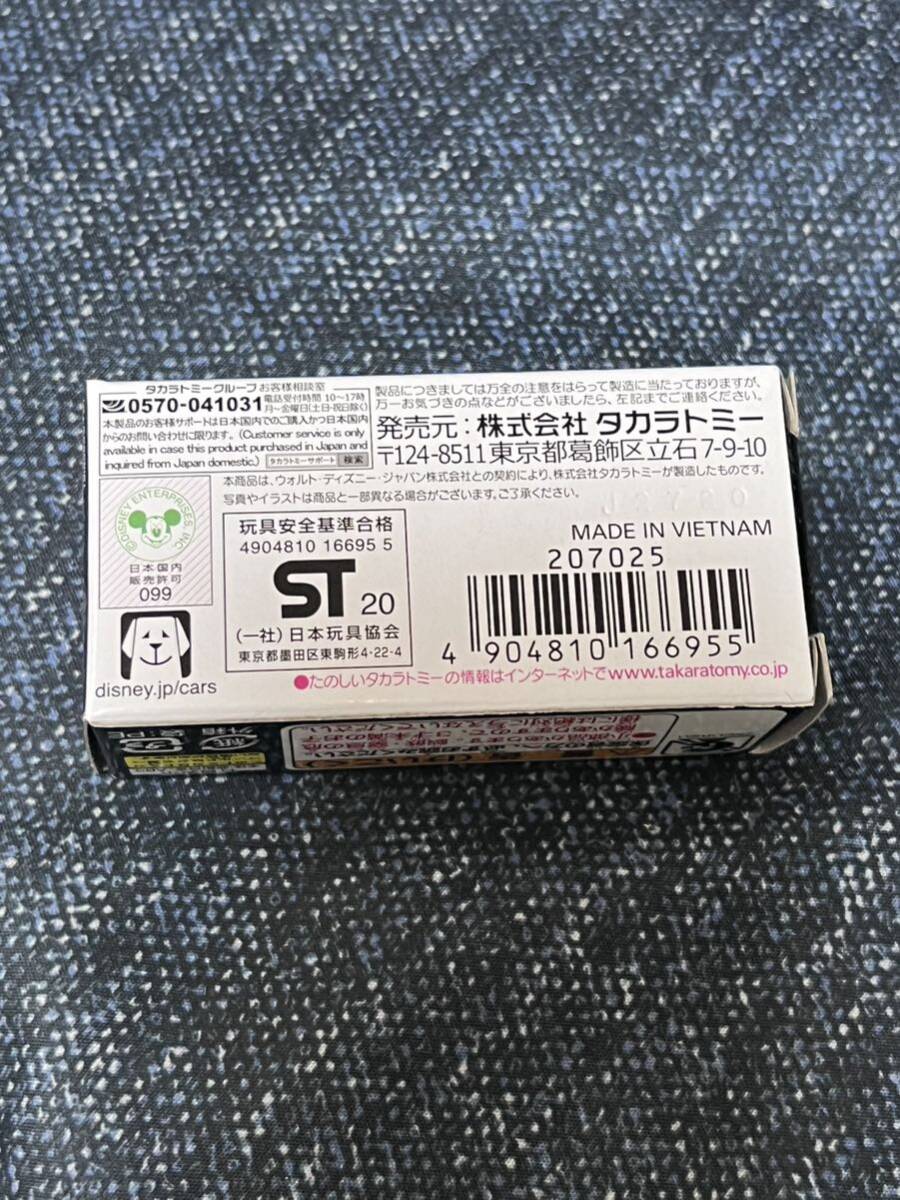 タカラトミーグループ お客様相談室
0570-041031 電話受付時間 10〜17時
月〜金曜日(土・日・祝日除く)
本製品のお客様サポートは日本国内でのご購入かつ日本国内
からのお問い合わせに限ります。(Customer service is only
available in case this product purchased in Japan and
inquired from Japan domestic.) タカラトミーサポート 検索
製品につきましては万全の注意をはらって製造に当たっておりますが、
万一お気づきの点などがございましたら、左記までご連絡ください。
発売元:株式会社 タカラトミー
〒124-8511 東京都葛飾区立石7-9-10
本商品は、ウォルト・ディズニー・ジャパン株式会社との契約により、株式会社タカラトミーが製造したものです。
写真やイラストは商品と一部異なる場合がございます。ご了承ください。
©DISNEY ENTERPRISES, INC
日本国内
販売許可
099
disney.jp/cars
玩具安全基準合格
4904810 16695 5
ST 20
(一社)日本玩具協会
東京都墨田区東駒形4-22-4
MADE IN VIETNAM
207025
4 904810 166955
●たのしいタカラトミーの情報はインターネットで www.takaratomy.co.jp
外箱
袋:PE